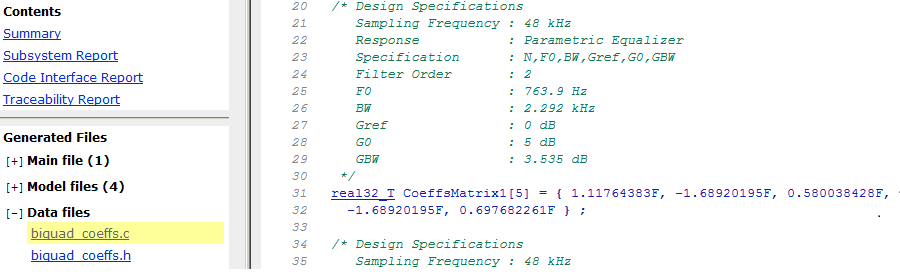 Contents
Summary
Subsystem Report
Code Interface Report
Traceability Report
Generated Files
[+] Main file (1)
[+] Model files (4)
[-] Data files
biquad_coeffs.c
biquad_coeffs.h
20 /* Design Specifications
21 Sampling Frequency : 48 kHz
22 Response : Parametric Equalizer
23 Specification : N,F0,BW,Gref,G0,GBW
24 Filter Order : 2
25 F0 : 763.9 Hz
26 BW : 2.292 kHz
27 Gref : 0 dB
28 G0 : 5 dB
29 GBW : 3.535 dB
30 */
31 real32_T CoeffsMatrix1[5] = { 1.11764383F, -1.68920195F, 0.580038428F,
32 -1.68920195F, 0.697682261F } ;
33
34 /* Design Specifications
35 Sampling Frequency : 48 kHz